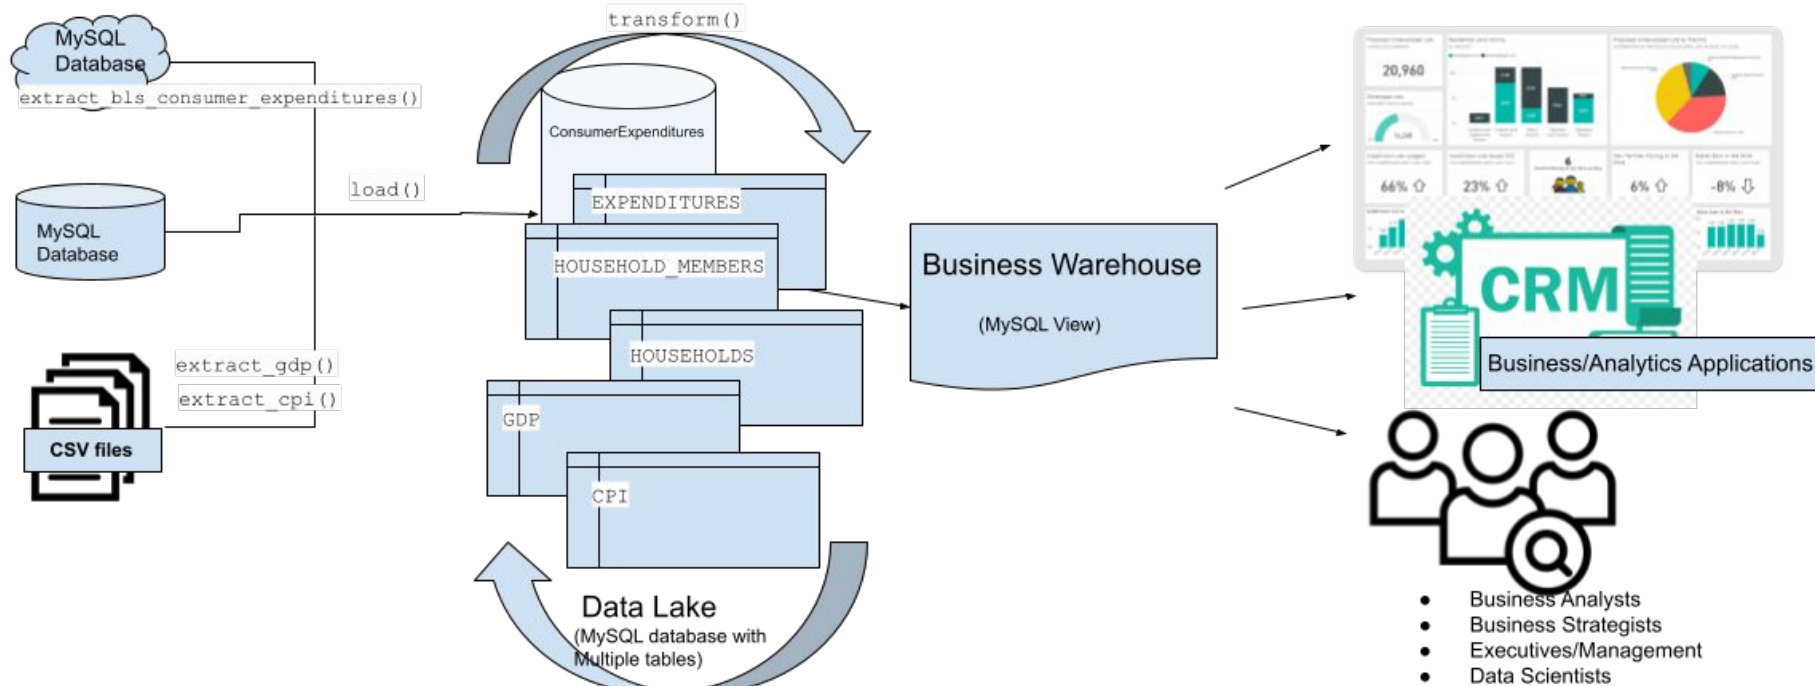 transform()
MySQL
Database
extract_bls_consumer_expenditures()
load()
MySQL
Database
extract_gdp()
extract_cpi()
CSV files
ConsumerExpenditures
EXPENDITURES
HOUSEHOLD_MEMBERS
HOUSEHOLDS
GDP
CPI
Data Lake
(MySQL database with
Multiple tables)
Business Warehouse
(MySQL View)
20,960
66%
23%
6
6%
-8%
CRM
Business/Analytics Applications
● Business Analysts
● Business Strategists
● Executives/Management
● Data Scientists